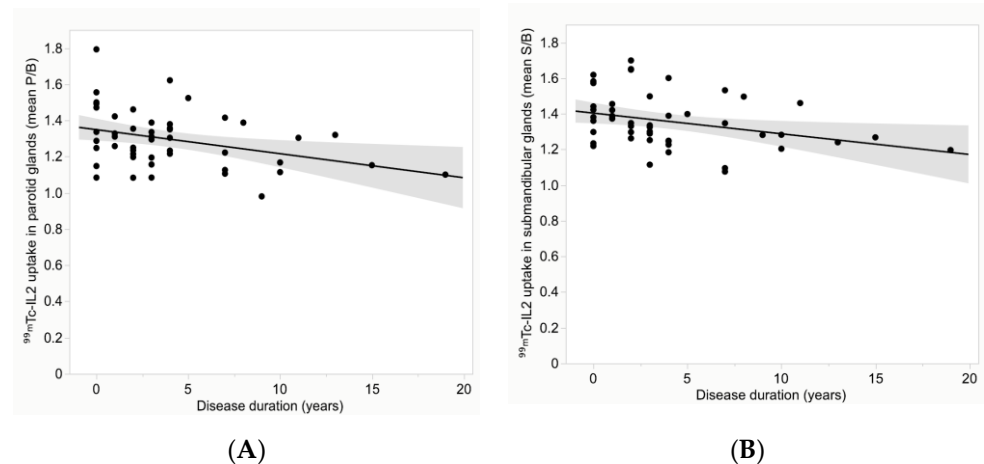 ⁹⁹ᵐTc-IL2 uptake in parotid glands (mean P/B)
1.8
1.6
1.4
1.2
1.0
0.8
0.6
0.4
0.2
0
0 5 10 15 20
Disease duration (years)
(A)
⁹⁹ᵐTc-IL2 uptake in submandibular glands (mean S/B)
1.8
1.6
1.4
1.2
1.0
0.8
0.6
0.4
0.2
0
0 5 10 15 20
Disease duration (years)
(B)